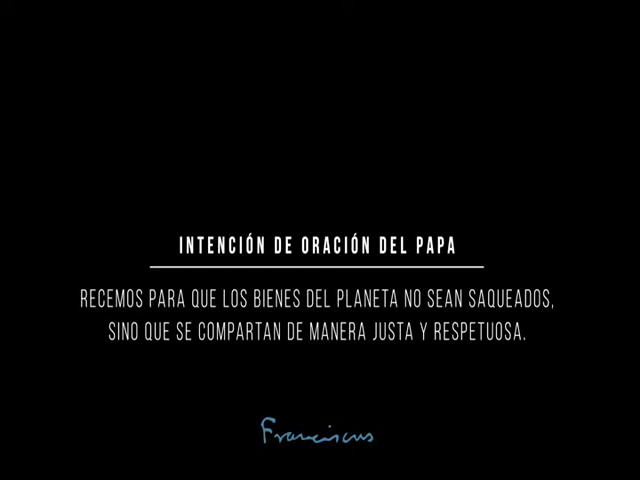 INTENCIÓN DE ORACIÓN DEL PAPA
RECEMOS PARA QUE LOS BIENES DEL PLANETA NO SEAN SAQUEADOS,
SINO QUE SE COMPARTAN DE MANERA JUSTA Y RESPETUOSA.
Franciscus